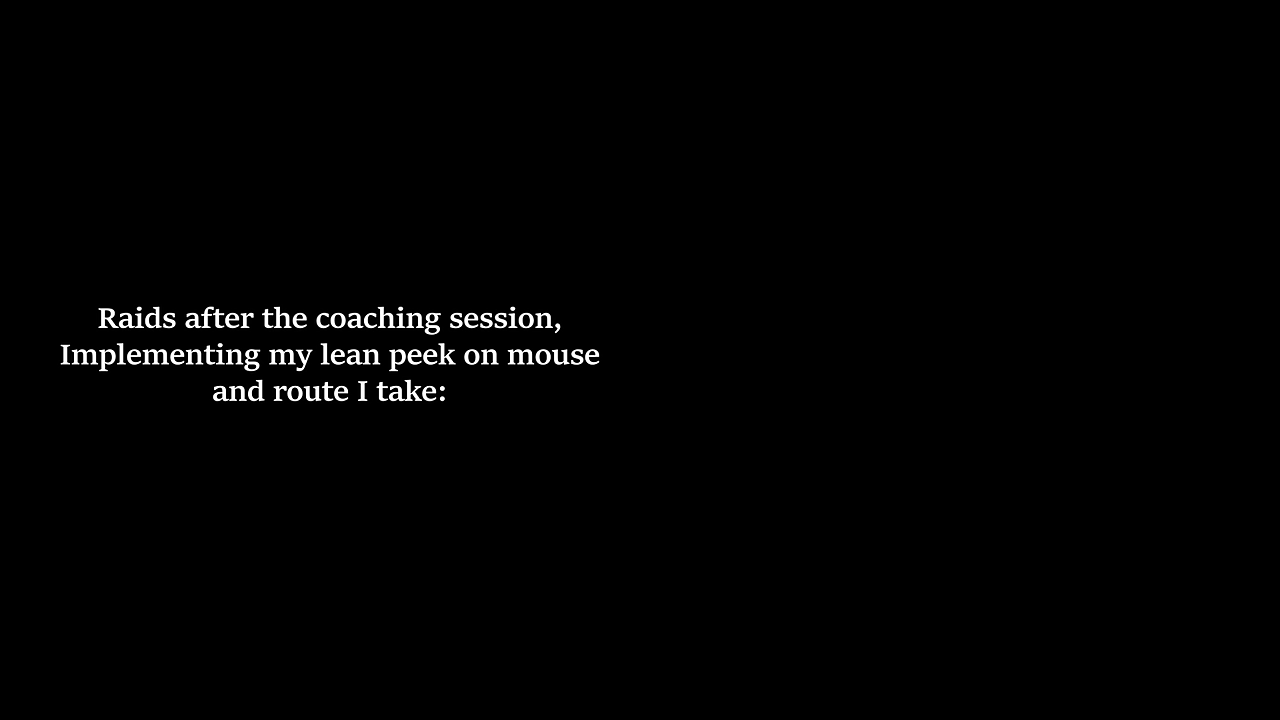 Raids after the coaching session,
Implementing my lean peek on mouse
and route I take: